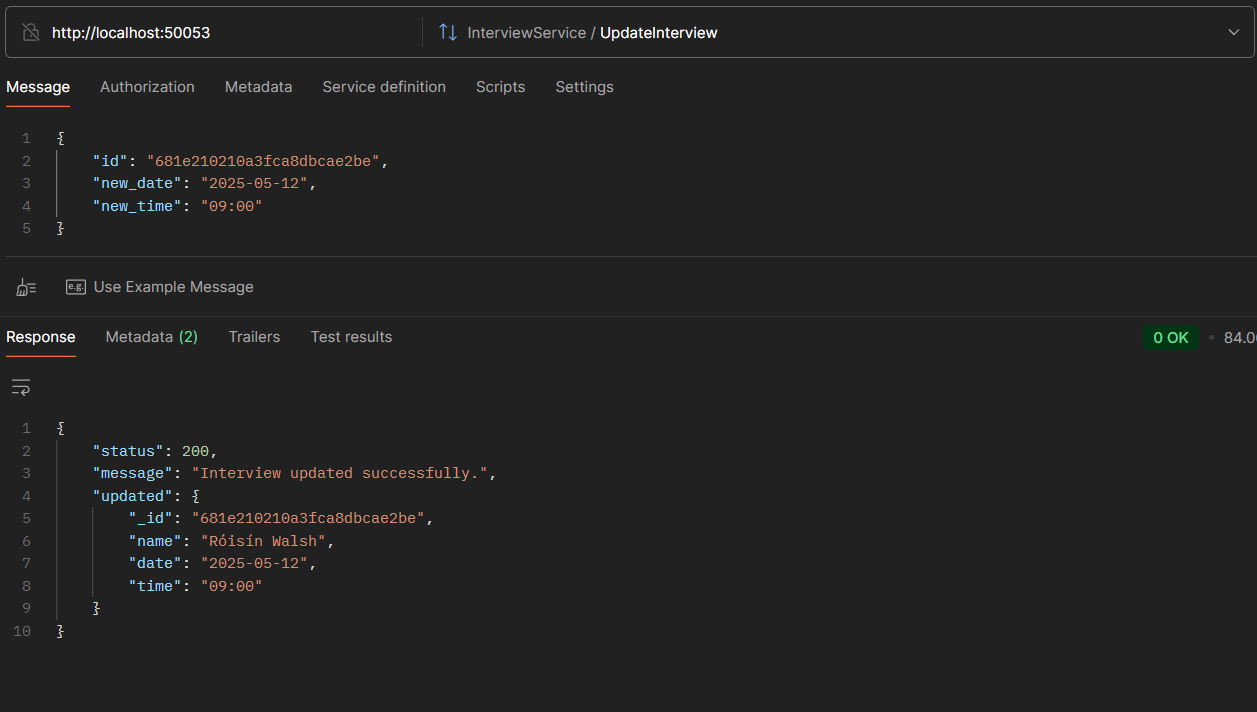 http://localhost:50053 InterviewService / UpdateInterview
Message Authorization Metadata Service definition Scripts Settings
1 {
2 "id": "681e210210a3fca8dbcae2be",
3 "new_date": "2025-05-12",
4 "new_time": "09:00"
5 }
e.g. Use Example Message
Response Metadata (2) Trailers Test results 0 OK • 84.0
1 {
2 "status": 200,
3 "message": "Interview updated successfully.",
4 "updated": {
5 "_id": "681e210210a3fca8dbcae2be",
6 "name": "Róisín Walsh",
7 "date": "2025-05-12",
8 "time": "09:00"
9 }
10 }